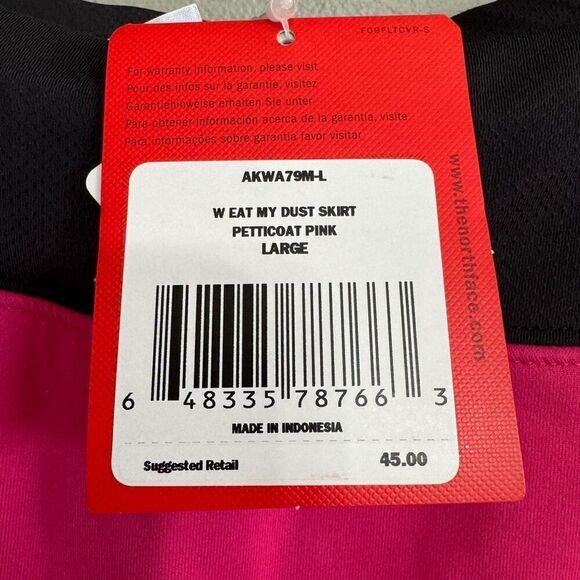 F09FLTCVR-S
For warranty information, please visit
Pour des infos sur la garantie, visitez
Garantiehinweise erhalten Sie unter
Para obtener información acerca de la garantía, visite
Para informações sobre garantia favor visitar
www.thenorthface.com
AKWA79M-L
W EAT MY DUST SKIRT
PETTICOAT PINK
LARGE
6 48335 78766 3
MADE IN INDONESIA
Suggested Retail 45.00